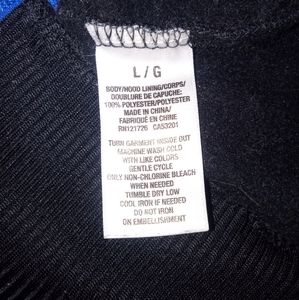 L / G
BODY/HOOD LINING/CORPS/
DOUBLURE DE CAPUCHE:
100% POLYESTER/POLYESTER
MADE IN CHINA/
FABRIQUÉ EN CHINE
RN121726 CA53201
TURN GARMENT INSIDE OUT
MACHINE WASH COLD
WITH LIKE COLORS
GENTLE CYCLE
ONLY NON-CHLORINE BLEACH
WHEN NEEDED
TUMBLE DRY LOW
COOL IRON IF NEEDED
DO NOT IRON
ON EMBELLISHMENT